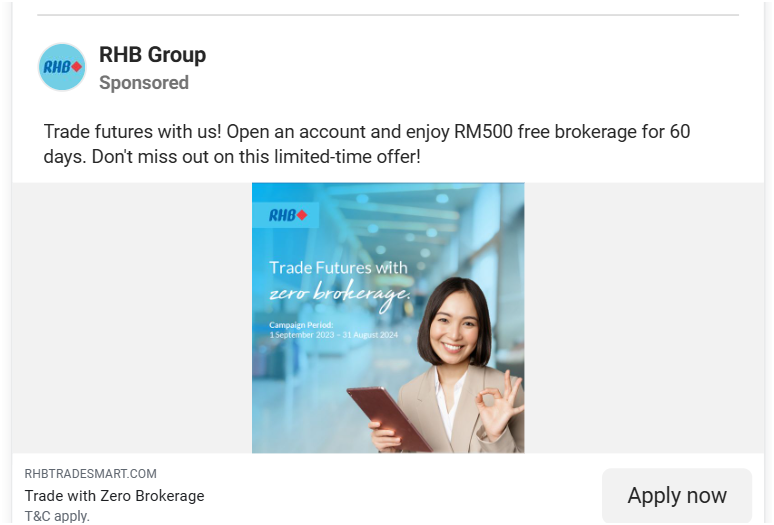 RHB
RHB Group
Sponsored
Trade futures with us! Open an account and enjoy RM500 free brokerage for 60
days. Don't miss out on this limited-time offer!
RHB
Trade Futures with
zero brokerage.
Campaign Period:
1 September 2023 – 31 August 2024
RHBTRADESMART.COM
Trade with Zero Brokerage
T&C apply.
Apply now